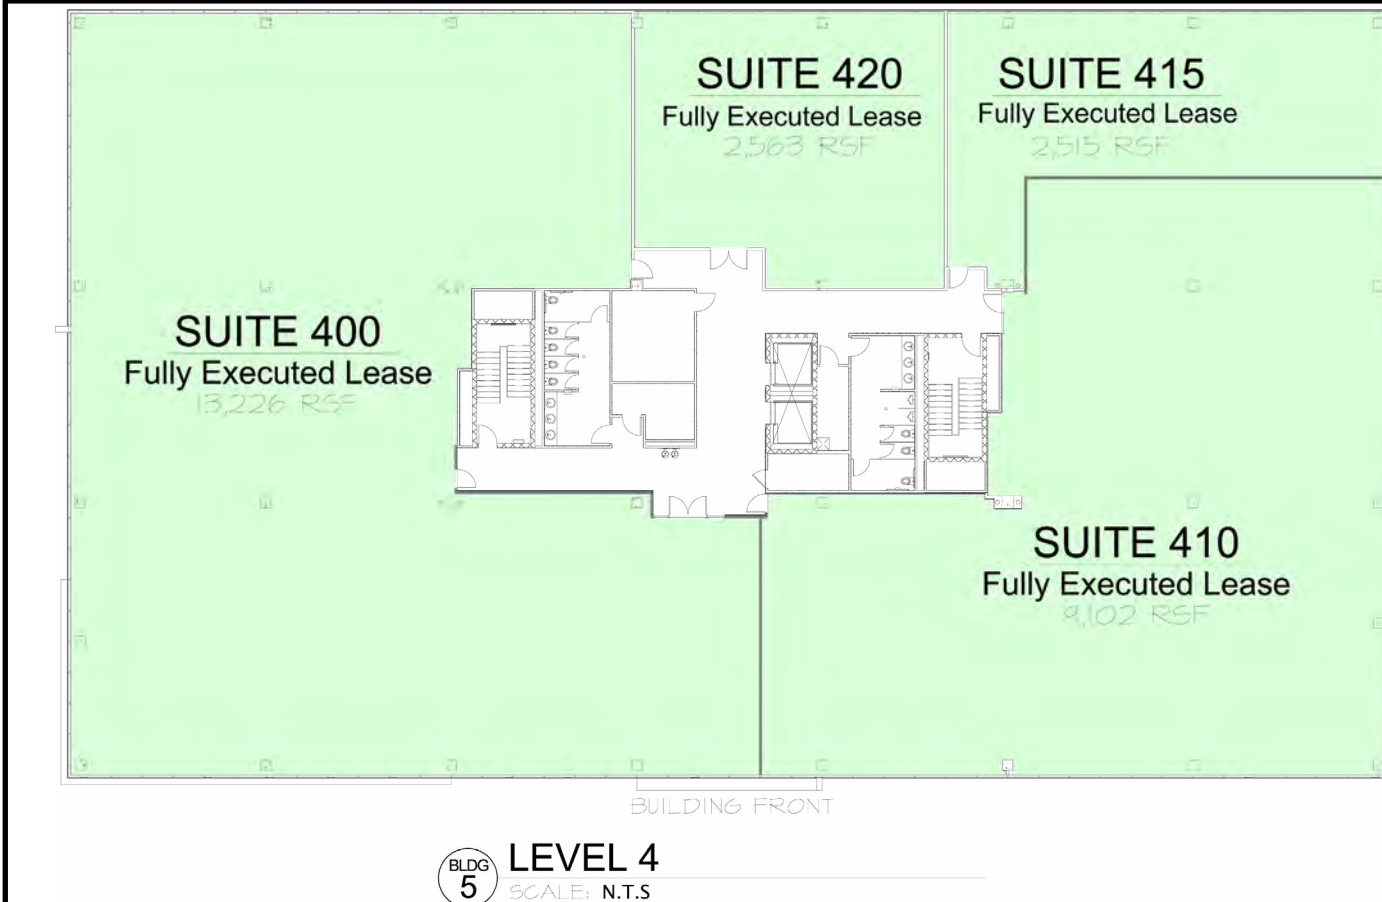 SUITE 420
Fully Executed Lease
2,563 RSF
SUITE 415
Fully Executed Lease
2,515 RSF
SUITE 400
Fully Executed Lease
13,226 RSF
SUITE 410
Fully Executed Lease
9,102 RSF
BUILDING FRONT
BLDG
5
LEVEL 4
SCALE: N.T.S